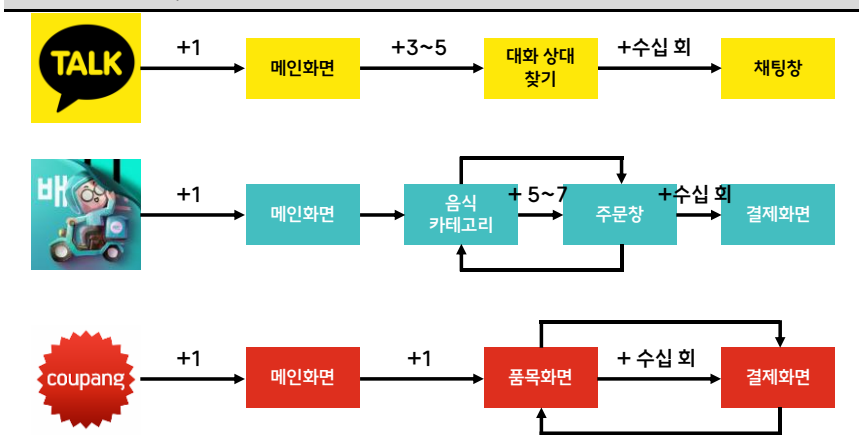 TALK
+1
메인화면
+3~5
대화 상대
찾기
+수십 회
채팅창
배
+1
메인화면
음식
카테고리
+ 5~7
주문창
+수십 회
결제화면
coupang
+1
메인화면
+1
품목화면
+ 수십 회
결제화면